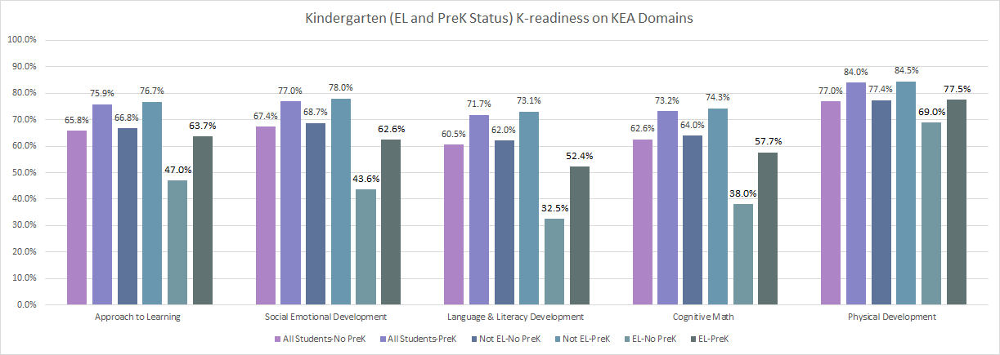 Kindergarten (EL and PreK Status) K-readiness on KEA Domains
100.0%
90.0%
80.0%
70.0%
60.0%
50.0%
40.0%
30.0%
20.0%
10.0%
0.0%
65.8% 75.9% 66.8% 76.7% 47.0% 63.7%
67.4% 77.0% 68.7% 78.0% 43.6% 62.6%
60.5% 71.7% 62.0% 73.1% 32.5% 52.4%
62.6% 73.2% 64.0% 74.3% 38.0% 57.7%
77.0% 84.0% 77.4% 84.5% 69.0% 77.5%
Approach to Learning
Social Emotional Development
Language & Literacy Development
Cognitive Math
Physical Development
All Students-No PreK All Students-PreK Not EL-No PreK Not EL-PreK EL-No PreK EL-PreK